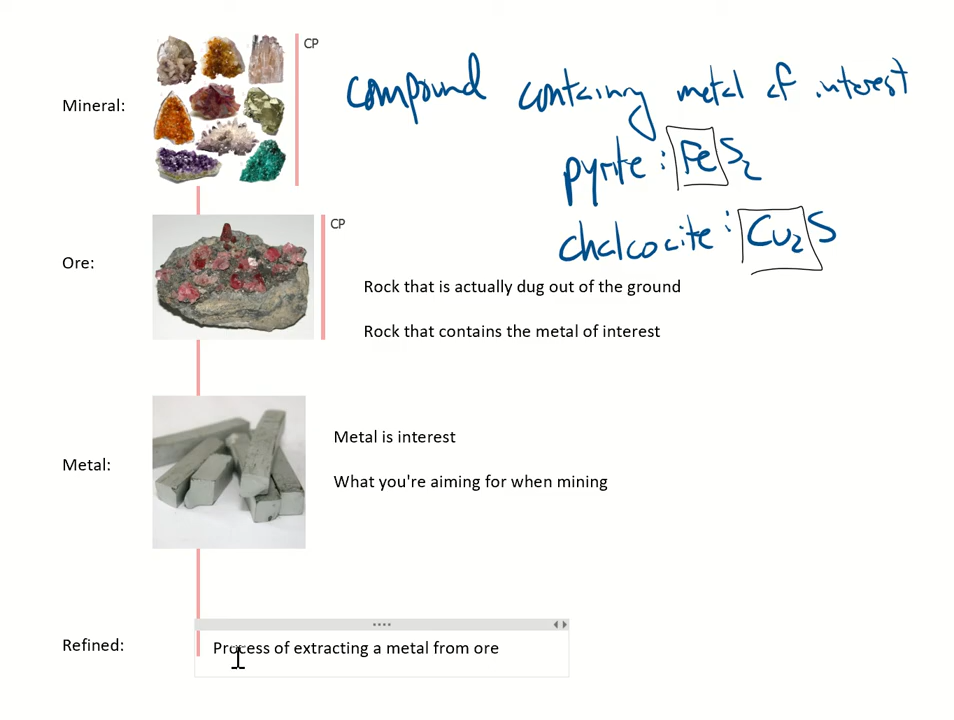 CP
Mineral:
compound containing metal of interest
pyrite: FeS₂
chalcocite: Cu₂S
CP
Ore:
Rock that is actually dug out of the ground
Rock that contains the metal of interest
Metal:
Metal is interest
What you're aiming for when mining
Refined:
Process of extracting a metal from ore